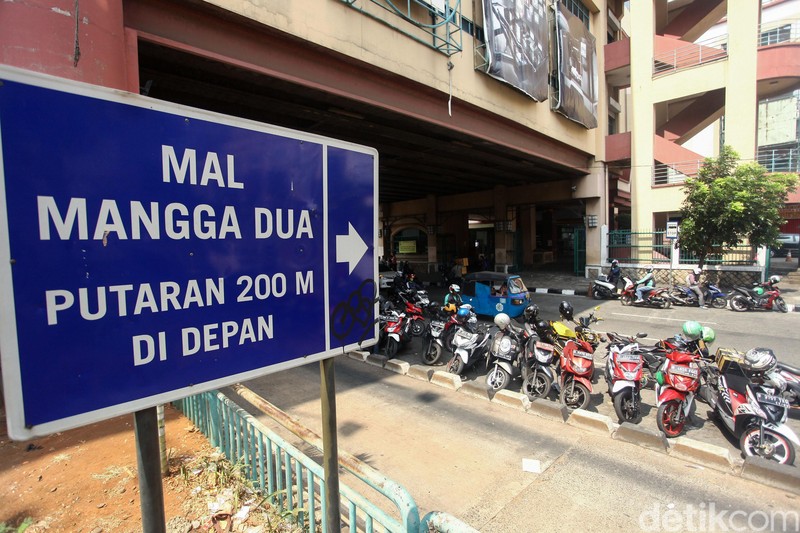 MAL
MANGGA DUA
PUTARAN 200 M
DI DEPAN
detikcom